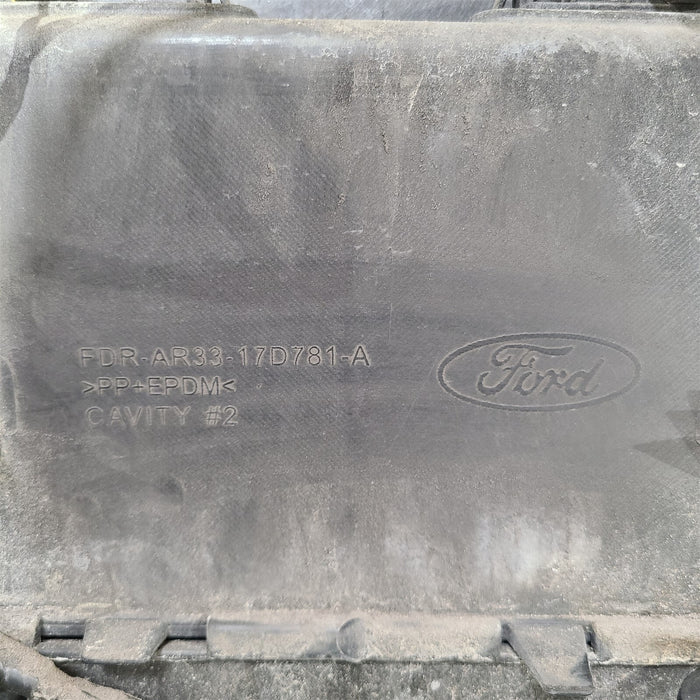 FDR-AR33-17D781-A
>PP+EPDM<
CAVITY #2
Ford